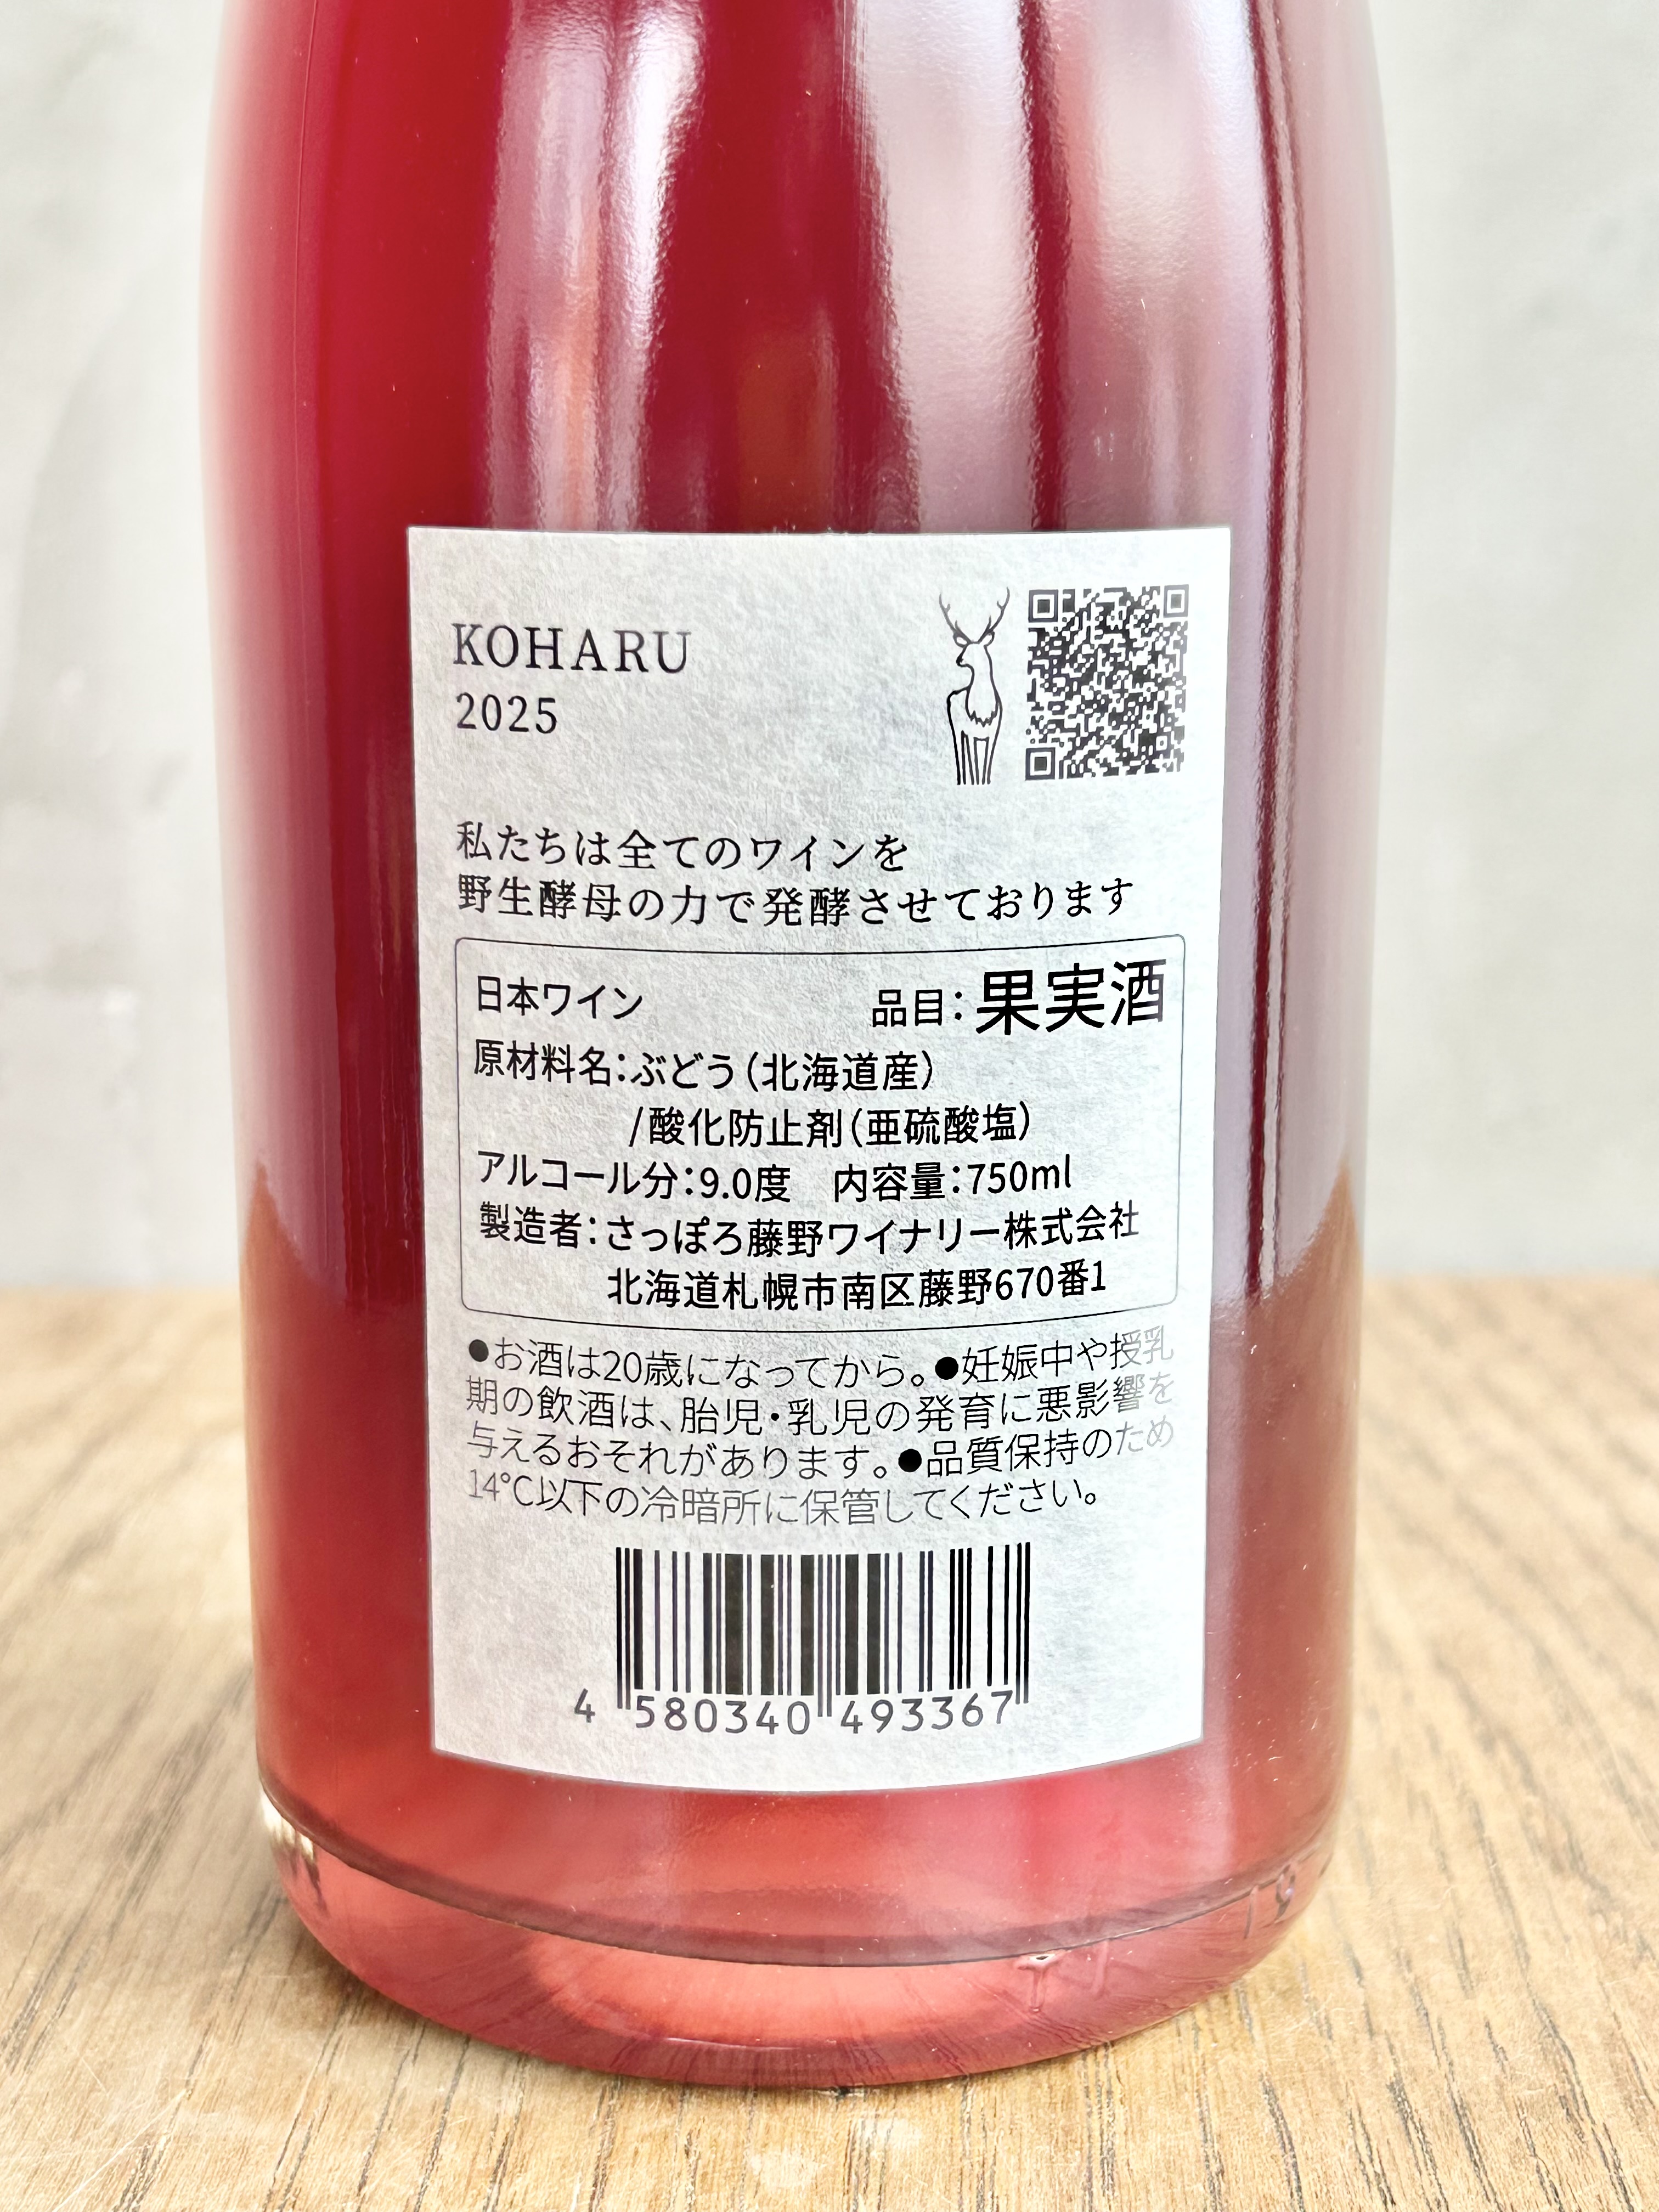 KOHARU
2025
私たちは全てのワインを
野生酵母の力で発酵させております
日本ワイン 品目：果実酒
原材料名：ぶどう（北海道産）
/酸化防止剤（亜硫酸塩）
アルコール分：9.0度 内容量：750ml
製造者：さっぽろ藤野ワイナリー株式会社
北海道札幌市南区藤野670番1
●お酒は20歳になってから。●妊娠中や授乳
期の飲酒は、胎児・乳児の発育に悪影響を
与えるおそれがあります。●品質保持のため
14℃以下の冷暗所に保管してください。
4 580340 493367